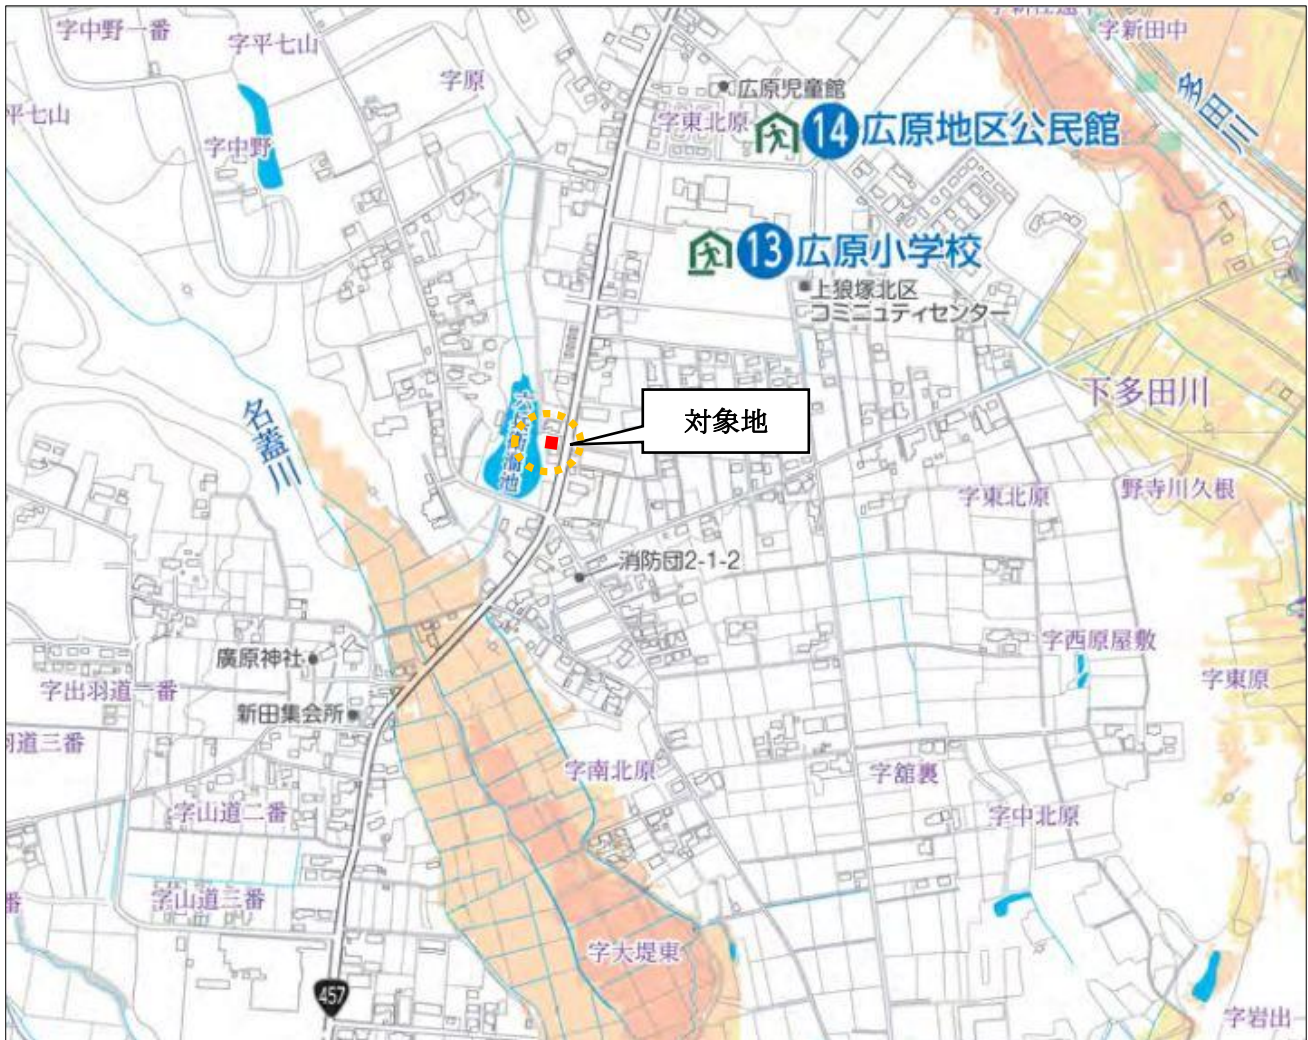 字中野一番
字平七山
字新田中
字原
広原児童館
多田川
平七山
字東北原
14 広原地区公民館
字中野
13 広原小学校
上狼塚北区
コミニュティセンター
対象地
下多田川
名蓋川
溜池
字東北原
野寺川久根
消防団2-1-2
廣原神社
字西原屋敷
字東原
字出羽道一番
新田集会所
羽道三番
字南北原
字舘裏
字山道二番
字中北原
字山道三番
番
字大堤東
457
字岩出